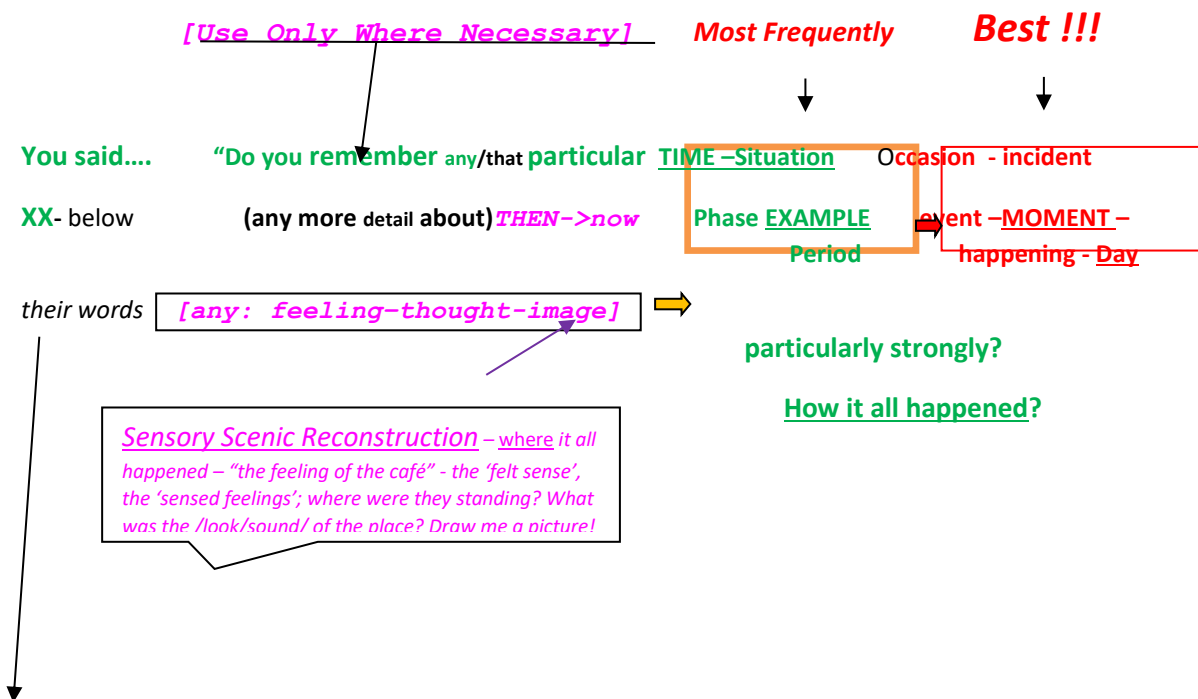 [Use Only Where Necessary] Most Frequently Best !!!
You said…. “Do you remember any/that particular TIME –Situation Occasion - incident
XX- below (any more detail about) THEN->now Phase EXAMPLE event –MOMENT –
Period happening - Day
their words [any: feeling–thought-image]
particularly strongly?
How it all happened?
Sensory Scenic Reconstruction – where it all
happened – “the feeling of the café” - the ‘felt sense’,
the ‘sensed feelings’; where were they standing? What
was the /look/sound/ of the place? Draw me a picture!